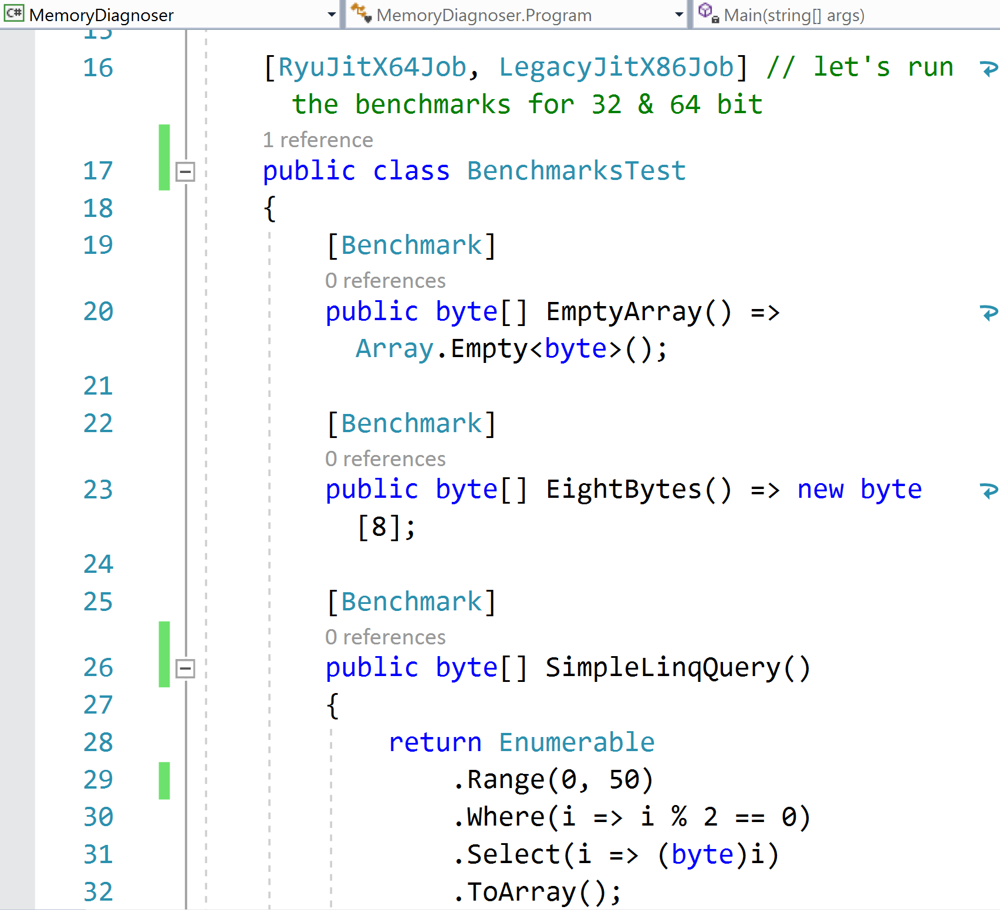 C# MemoryDiagnoser MemoryDiagnoser.Program Main(string[] args)
15
16 [RyuJitX64Job, LegacyJitX86Job] // let's run
the benchmarks for 32 & 64 bit
1 reference
17 public class BenchmarksTest
18 {
19 [Benchmark]
0 references
20 public byte[] EmptyArray() =>
Array.Empty<byte>();
21
22 [Benchmark]
0 references
23 public byte[] EightBytes() => new byte
[8];
24
25 [Benchmark]
0 references
26 public byte[] SimpleLinqQuery()
27 {
28 return Enumerable
29 .Range(0, 50)
30 .Where(i => i % 2 == 0)
31 .Select(i => (byte)i)
32 .ToArray();